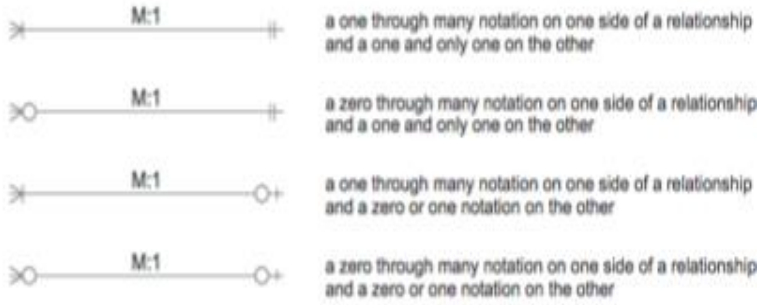 M:1
a one through many notation on one side of a relationship
and a one and only one on the other
M:1
a zero through many notation on one side of a relationship
and a one and only one on the other
M:1
a one through many notation on one side of a relationship
and a zero or one notation on the other
M:1
a zero through many notation on one side of a relationship
and a zero or one notation on the other